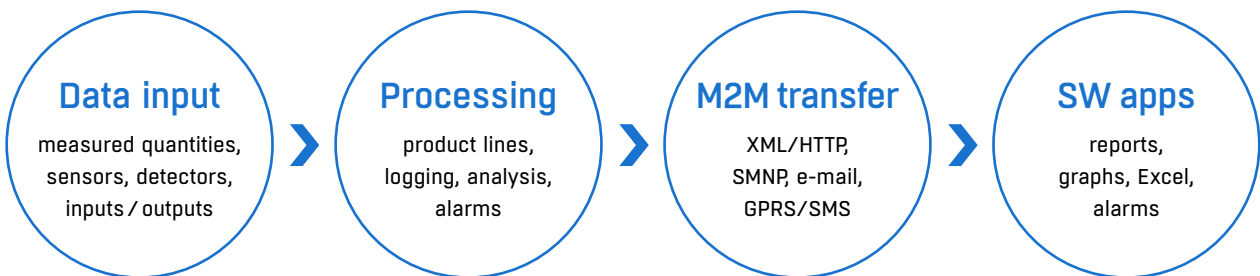 Data input
measured quantities,
sensors, detectors,
inputs / outputs
Processing
product lines,
logging, analysis,
alarms
M2M transfer
XML/HTTP,
SMNP, e-mail,
GPRS/SMS
SW apps
reports,
graphs, Excel,
alarms